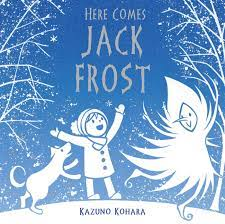 HERE COMES
JACK
FROST
KAZUNO KOHARA